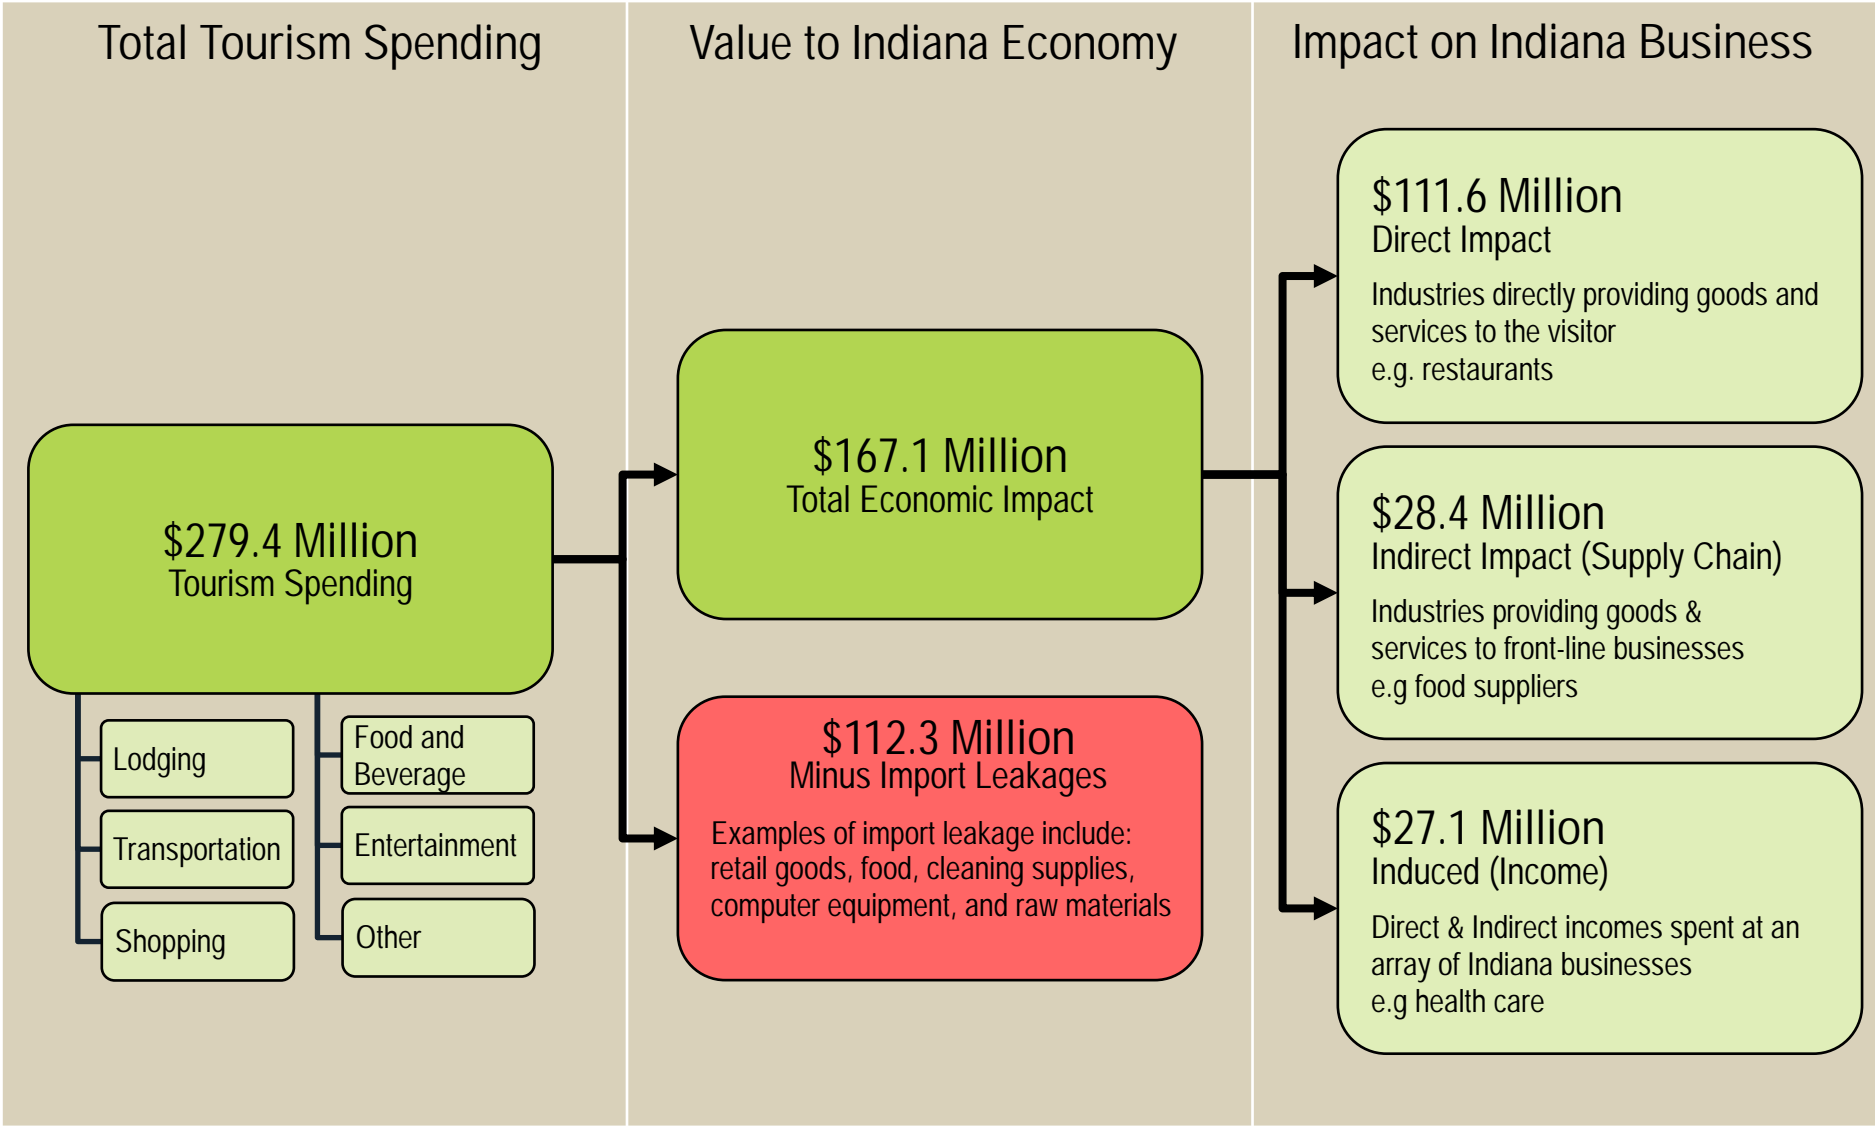 Total Tourism Spending
Value to Indiana Economy
Impact on Indiana Business
$279.4 Million
Tourism Spending
Lodging
Transportation
Shopping
Food and
Beverage
Entertainment
Other
$167.1 Million
Total Economic Impact
$112.3 Million
Minus Import Leakages
Examples of import leakage include:
retail goods, food, cleaning supplies,
computer equipment, and raw materials
$111.6 Million
Direct Impact
Industries directly providing goods and
services to the visitor
e.g. restaurants
$28.4 Million
Indirect Impact (Supply Chain)
Industries providing goods &
services to front-line businesses
e.g food suppliers
$27.1 Million
Induced (Income)
Direct & Indirect incomes spent at an
array of Indiana businesses
e.g health care